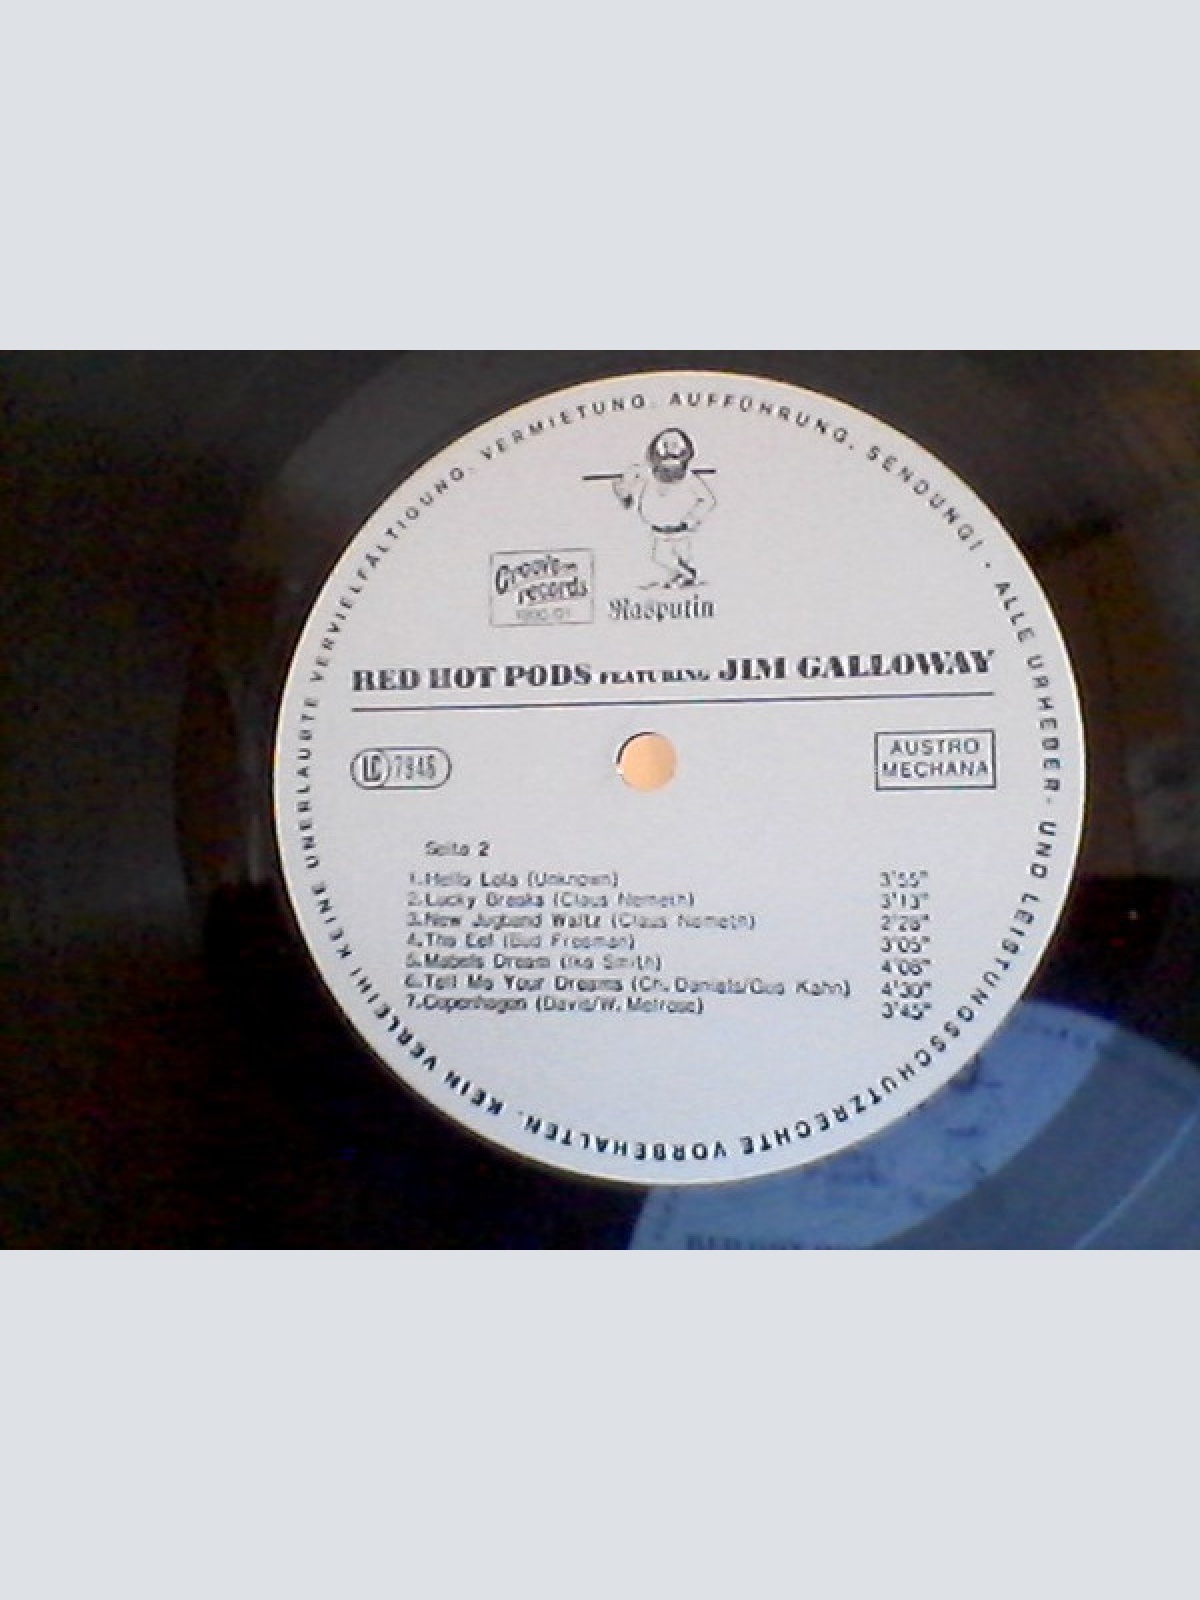 KEINE UNERLAUBTE VERVIELFÄLTIGUNG, VERMIETUNG, AUFFÜHRUNG, SENDUNG! · ALLE URHEBER- UND LEISTUNGSSCHUTZRECHTE VORBEHALTEN. KEIN VERLEIH!
Groove
records
Rasputin
RED HOT PODS FEATURING JIM GALLOWAY
LC 7946
AUSTRO
MECHANA
Seite 2
1.Hello Lola (Unknown) 3'55"
2.Lucky Breaks (Claus Nemeth) 3'13"
3.New Jugband Waltz (Claus Nemeth) 2'28"
4.The Eel (Bud Freeman) 3'05"
5.Mabels Dream (Ike Smith) 4'08"
6.Tell Me Your Dreams (Ch. Daniels/Gus Kahn) 4'30"
7.Copenhagen (Davis/W. Melrose) 3'45"